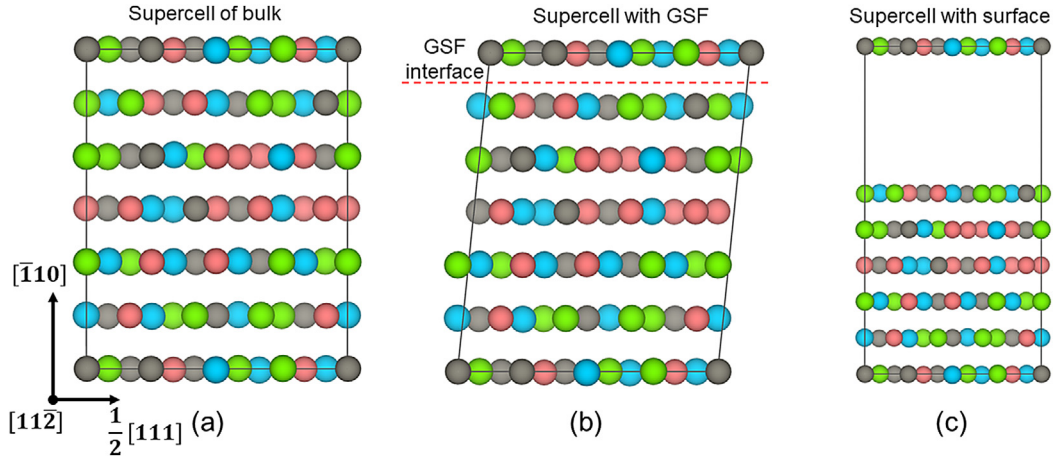 Supercell of bulk
Supercell with GSF
Supercell with surface
GSF
interface
[1̅10]
[112̅]
1/2 [111]
(a)
(b)
(c)